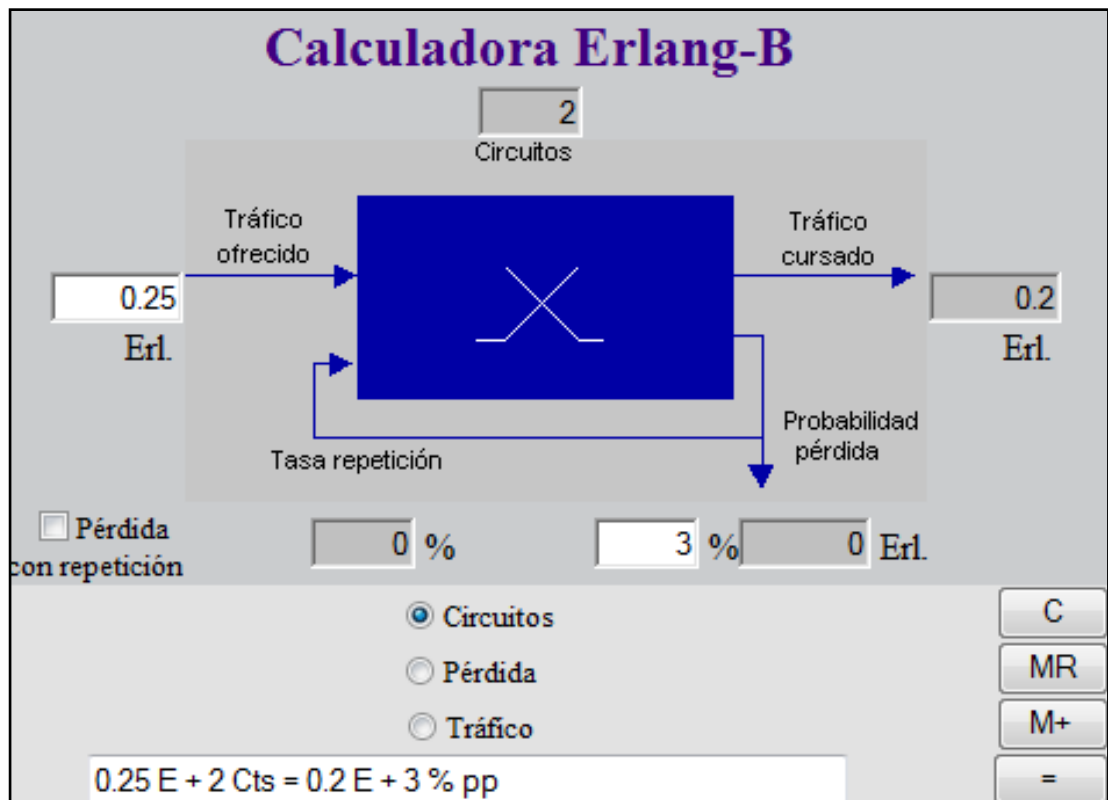 Calculadora Erlang-B
2
Circuitos
Tráfico
ofrecido
Tráfico
cursado
0.25
Erl.
0.2
Erl.
Tasa repetición
Probabilidad
pérdida
Pérdida
con repetición
0 %
3 % 0 Erl.
Circuitos
Pérdida
Tráfico
C
MR
M+
=
0.25 E + 2 Cts = 0.2 E + 3 % pp